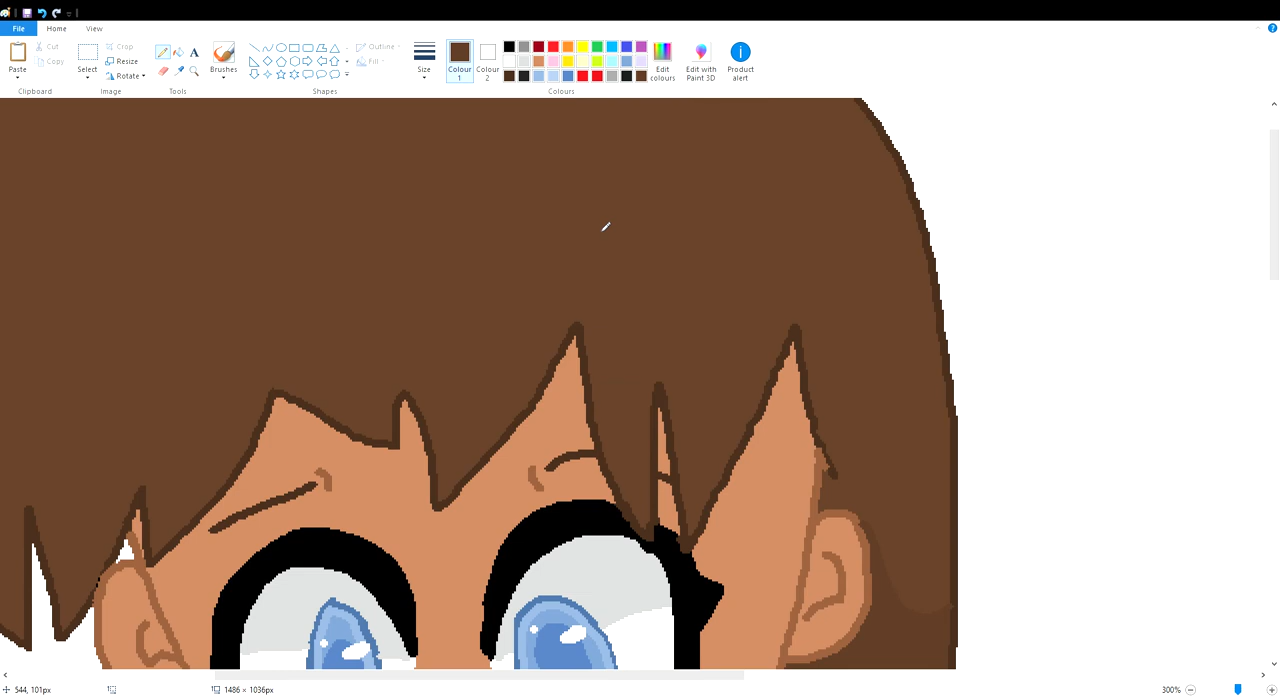 File Home View
Paste
Cut
Copy
Clipboard
Select
Crop
Resize
Rotate
Image
A
Tools
Brushes
Outline
Fill
Shapes
Size
Colour 1
Colour 2
Edit colours
Edit with Paint 3D
Product alert
Colours
544, 101px
1486 × 1036px
300%